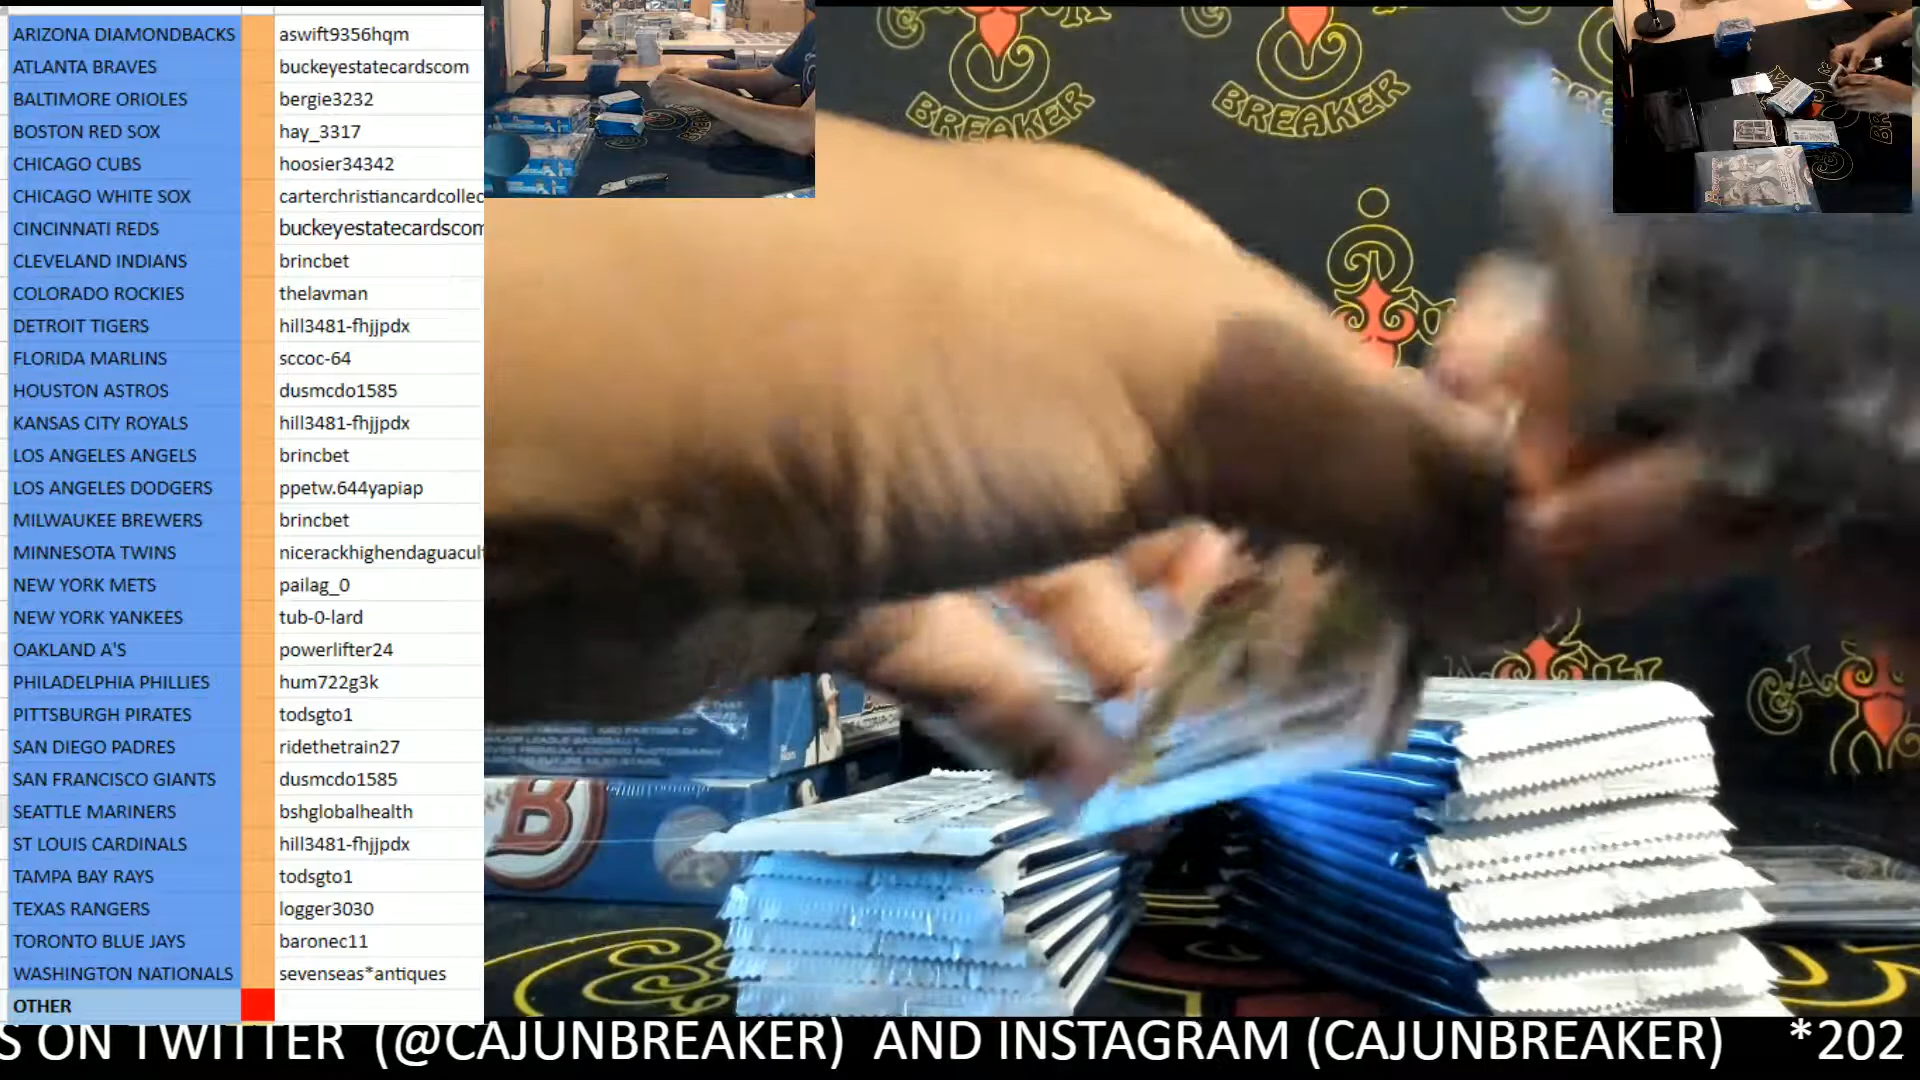 ARIZONA DIAMONDBACKS aswift9356hqm
ATLANTA BRAVES buckeyestatecardscom
BALTIMORE ORIOLES bergie3232
BOSTON RED SOX hay_3317
CHICAGO CUBS hoosier34342
CHICAGO WHITE SOX carterchristiancardcollec
CINCINNATI REDS buckeyestatecardscom
CLEVELAND INDIANS brincbet
COLORADO ROCKIES thelavman
DETROIT TIGERS hill3481-fhjjpdx
FLORIDA MARLINS sccoc-64
HOUSTON ASTROS dusmcdo1585
KANSAS CITY ROYALS hill3481-fhjjpdx
LOS ANGELES ANGELS brincbet
LOS ANGELES DODGERS ppetw.644yapiap
MILWAUKEE BREWERS brincbet
MINNESOTA TWINS nicerackhighendaguacul
NEW YORK METS pailag_0
NEW YORK YANKEES tub-0-lard
OAKLAND A'S powerlifter24
PHILADELPHIA PHILLIES hum722g3k
PITTSBURGH PIRATES todsgto1
SAN DIEGO PADRES ridethetrain27
SAN FRANCISCO GIANTS dusmcdo1585
SEATTLE MARINERS bshglobalhealth
ST LOUIS CARDINALS hill3481-fhjjpdx
TAMPA BAY RAYS todsgto1
TEXAS RANGERS logger3030
TORONTO BLUE JAYS baronec11
WASHINGTON NATIONALS sevenseas*antiques
OTHER
BREAKER
BREAKER
B
S ON TWITTER (@CAJUNBREAKER) AND INSTAGRAM (CAJUNBREAKER) *202